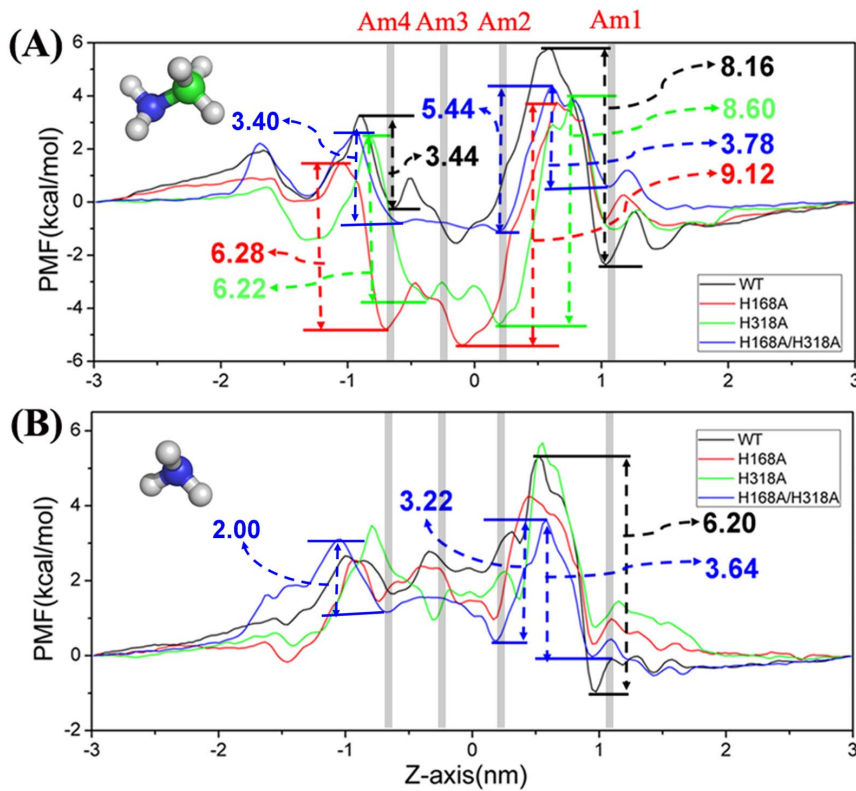 Am4 Am3 Am2 Am1
(A)
6
4
2
0
-2
-4
-6
PMF(kcal/mol)
3.40
3.44
5.44
8.16
8.60
3.78
9.12
6.28
6.22
WT
H168A
H318A
H168A/H318A
-3 -2 -1 0 1 2 3
(B)
6
4
2
0
-2
PMF(kcal/mol)
2.00
3.22
6.20
3.64
WT
H168A
H318A
H168A/H318A
-3 -2 -1 0 1 2 3
Z-axis(nm)